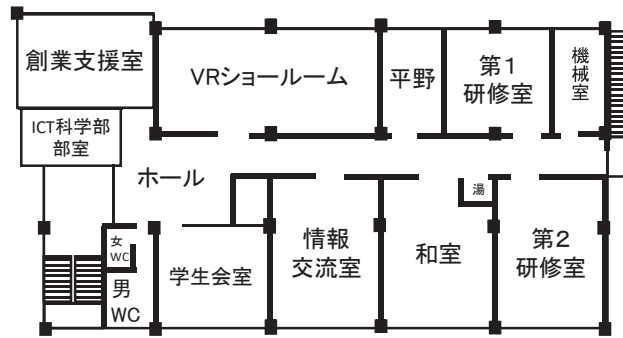 創業支援室
VRショールーム
平野
第1
研修室
機械室
ICT科学部
部室
ホール
湯
女
WC
男
WC
学生会室
情報
交流室
和室
第2
研修室